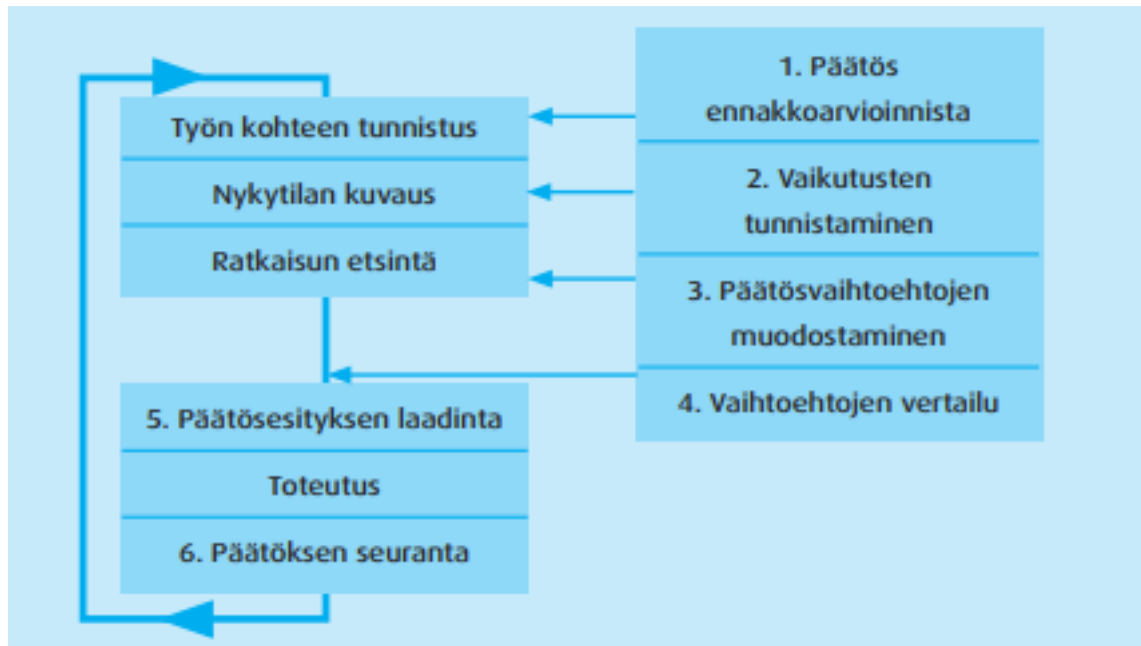 Työn kohteen tunnistus
Nykytilan kuvaus
Ratkaisun etsintä
1. Päätös
ennakkoarvioinnista
2. Vaikutusten
tunnistaminen
3. Päätösvaihtoehtojen
muodostaminen
4. Vaihtoehtojen vertailu
5. Päätösesityksen laadinta
Toteutus
6. Päätöksen seuranta